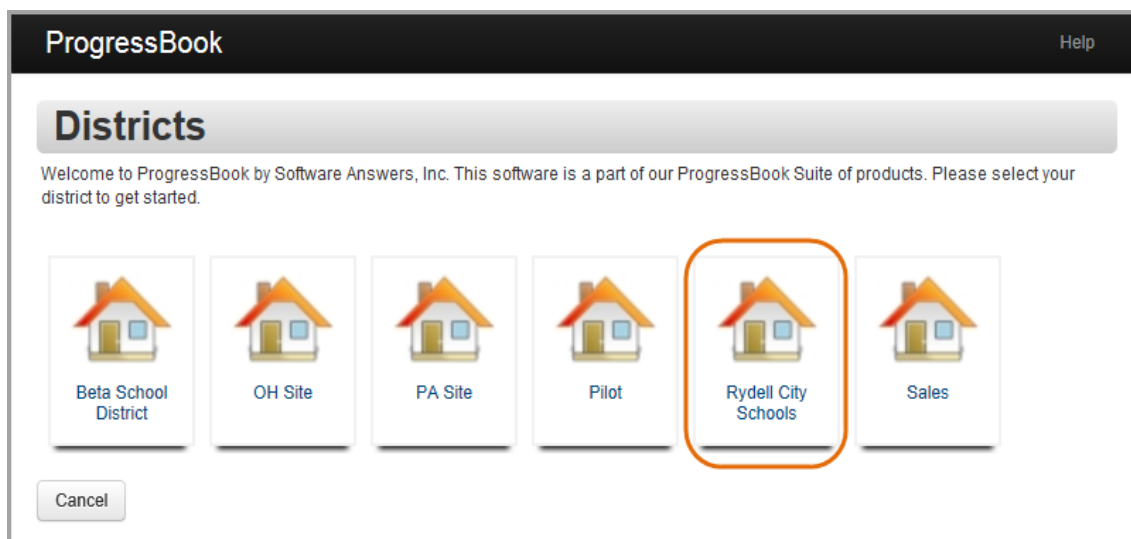 ProgressBook
Help
Districts
Welcome to ProgressBook by Software Answers, Inc. This software is a part of our ProgressBook Suite of products. Please select your
district to get started.
Beta School
District
OH Site
PA Site
Pilot
Rydell City
Schools
Sales
Cancel